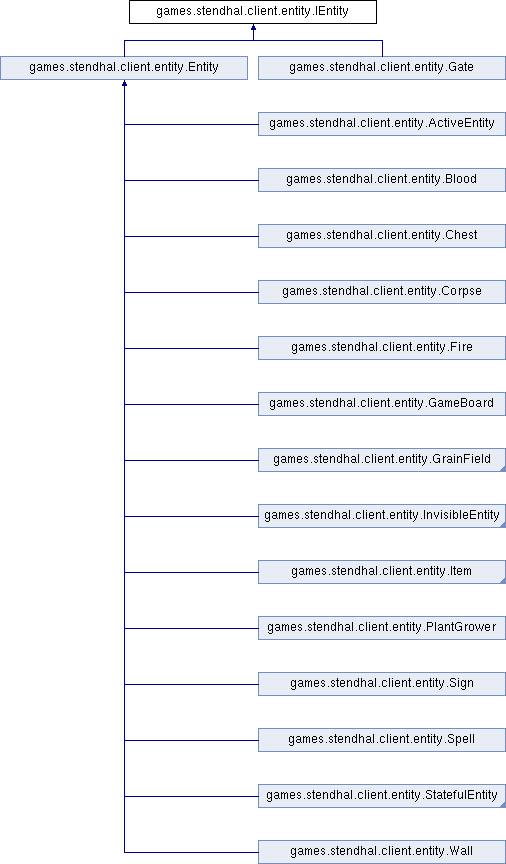 games.stendhal.client.entity.IEntity
games.stendhal.client.entity.Entity
games.stendhal.client.entity.Gate
games.stendhal.client.entity.ActiveEntity
games.stendhal.client.entity.Blood
games.stendhal.client.entity.Chest
games.stendhal.client.entity.Corpse
games.stendhal.client.entity.Fire
games.stendhal.client.entity.GameBoard
games.stendhal.client.entity.GrainField
games.stendhal.client.entity.InvisibleEntity
games.stendhal.client.entity.Item
games.stendhal.client.entity.PlantGrower
games.stendhal.client.entity.Sign
games.stendhal.client.entity.Spell
games.stendhal.client.entity.StatefulEntity
games.stendhal.client.entity.Wall